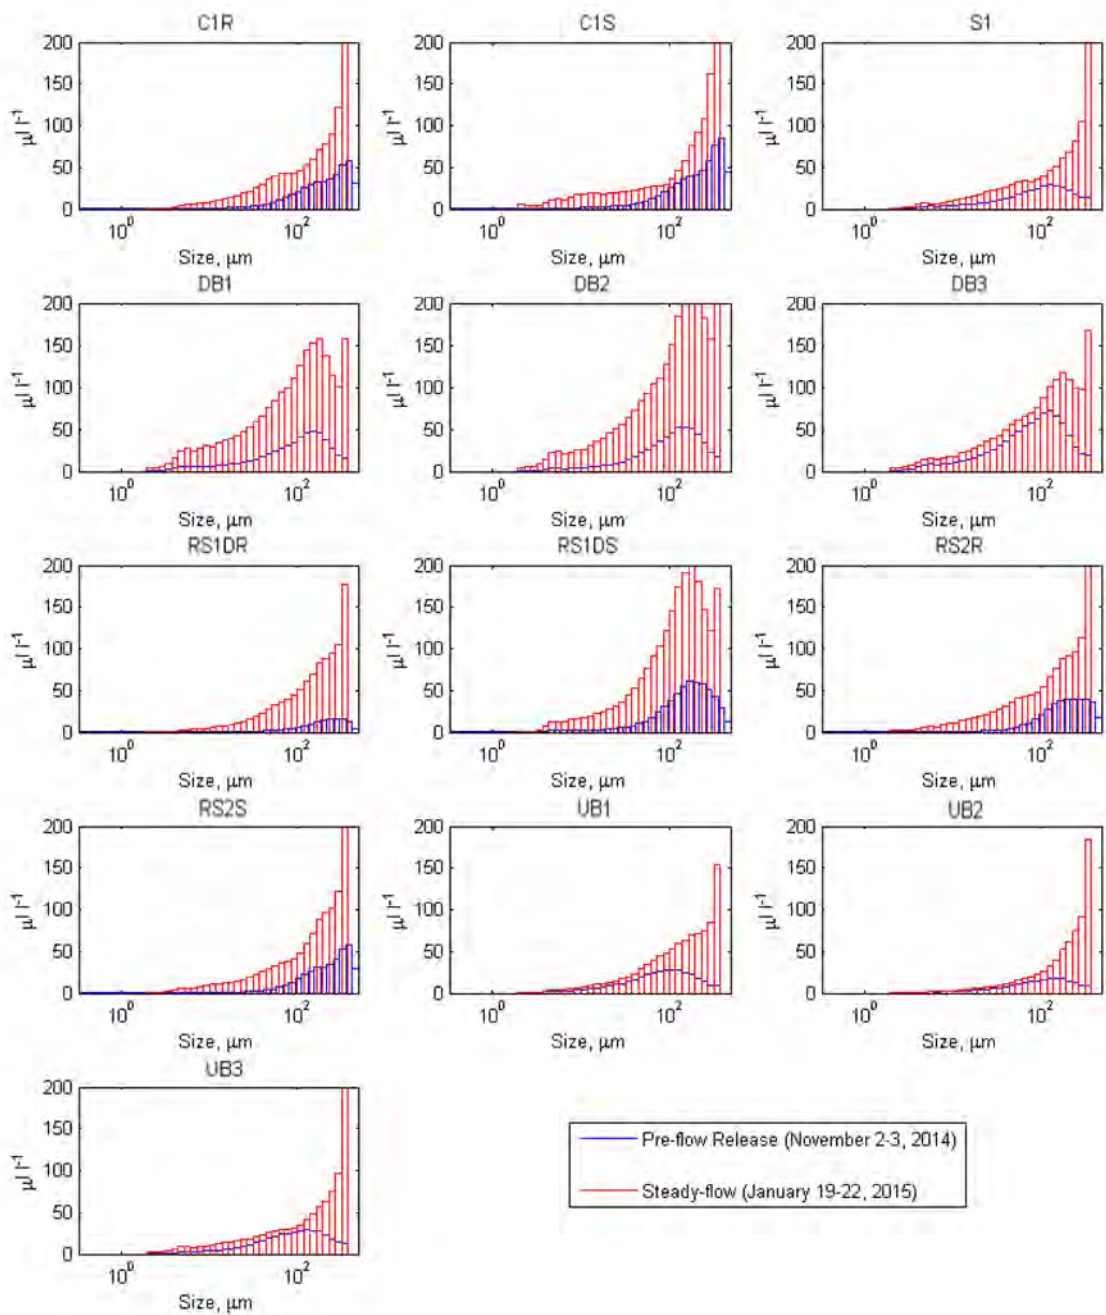 C1R
C1S
S1
200
150
100
50
0
μl l⁻¹
10⁰
10²
Size, μm
200
150
100
50
0
μl l⁻¹
10⁰
10²
Size, μm
200
150
100
50
0
μl l⁻¹
10⁰
10²
Size, μm
DB1
DB2
DB3
200
150
100
50
0
μl l⁻¹
10⁰
10²
Size, μm
200
150
100
50
0
μl l⁻¹
10⁰
10²
Size, μm
200
150
100
50
0
μl l⁻¹
10⁰
10²
Size, μm
RS1DR
RS1DS
RS2R
200
150
100
50
0
μl l⁻¹
10⁰
10²
Size, μm
200
150
100
50
0
μl l⁻¹
10⁰
10²
Size, μm
200
150
100
50
0
μl l⁻¹
10⁰
10²
Size, μm
RS2S
UB1
UB2
200
150
100
50
0
μl l⁻¹
10⁰
10²
Size, μm
200
150
100
50
0
μl l⁻¹
10⁰
10²
Size, μm
200
150
100
50
0
μl l⁻¹
10⁰
10²
Size, μm
UB3
200
150
100
50
0
μl l⁻¹
10⁰
10²
Size, μm
Pre-flow Release (November 2-3, 2014)
Steady-flow (January 19-22, 2015)